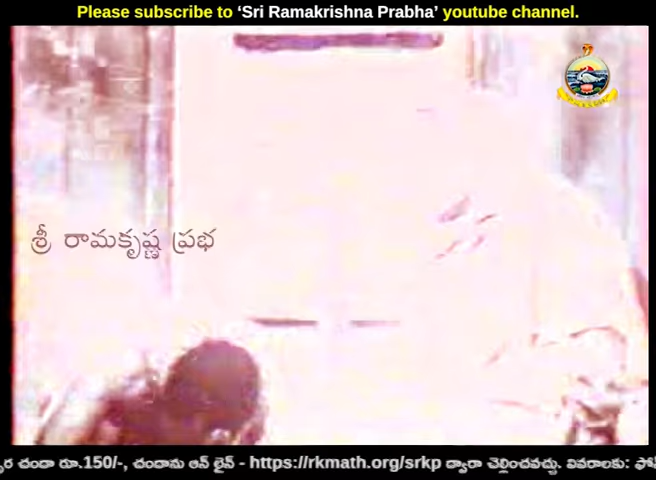 Please subscribe to ‘Sri Ramakrishna Prabha’ youtube channel.
శ్రీ రామకృష్ణ ప్రభ
చందా రూ.150/-, చందాను ఆన్ లైన్ - https://rkmath.org/srkp ద్వారా చెల్లించవచ్చు. వివరాలకు: